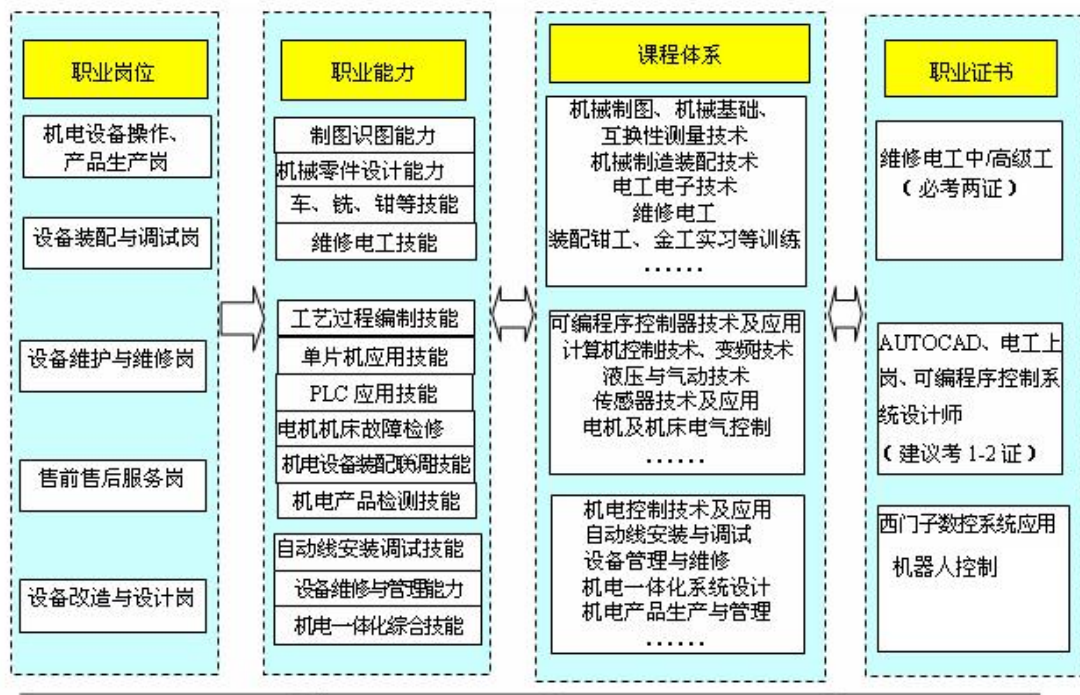 职业岗位
机电设备操作、
产品生产岗
设备装配与调试岗
设备维护与维修岗
售前售后服务岗
设备改造与设计岗
职业能力
制图识图能力
机械零件设计能力
车、铣、钳等技能
维修电工技能
工艺过程编制技能
单片机应用技能
PLC 应用技能
电机机床故障检修
机电设备装配联调技能
机电产品检测技能
自动线安装调试技能
设备维修与管理能力
机电一体化综合技能
课程体系
机械制图、机械基础、
互换性测量技术
机械制造装配技术
电工电子技术
维修电工
装配钳工、金工实习等训练
······
可编程序控制器技术及应用
计算机控制技术、变频技术
液压与气动技术
传感器技术及应用
电机及机床电气控制
······
机电控制技术及应用
自动线安装与调试
设备管理与维修
机电一体化系统设计
机电产品生产与管理
······
职业证书
维修电工中/高级工
（必考两证）
AUTOCAD、电工上
岗、可编程序控制系
统设计师
（建议考 1-2 证）
西门子数控系统应用
机器人控制